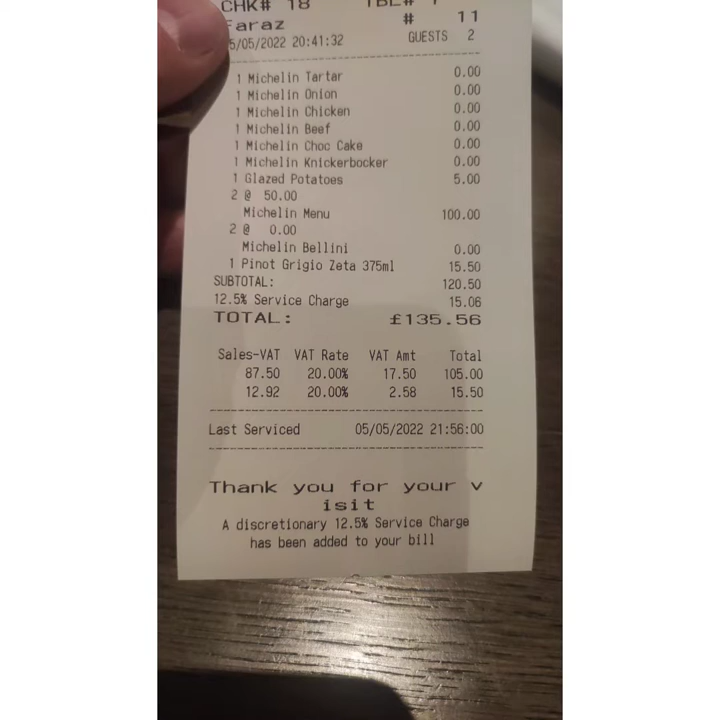 CHK# 18 TBL#
Faraz # 11
5/05/2022 20:41:32 GUESTS 2
1 Michelin Tartar 0.00
1 Michelin Onion 0.00
1 Michelin Chicken 0.00
1 Michelin Beef 0.00
1 Michelin Choc Cake 0.00
1 Michelin Knickerbocker 0.00
1 Glazed Potatoes 5.00
2 @ 50.00
Michelin Menu 100.00
2 @ 0.00
Michelin Bellini 0.00
1 Pinot Grigio Zeta 375ml 15.50
SUBTOTAL: 120.50
12.5% Service Charge 15.06
TOTAL: £135.56
Sales-VAT VAT Rate VAT Amt Total
87.50 20.00% 17.50 105.00
12.92 20.00% 2.58 15.50
Last Serviced 05/05/2022 21:56:00
Thank you for your v
isit
A discretionary 12.5% Service Charge
has been added to your bill